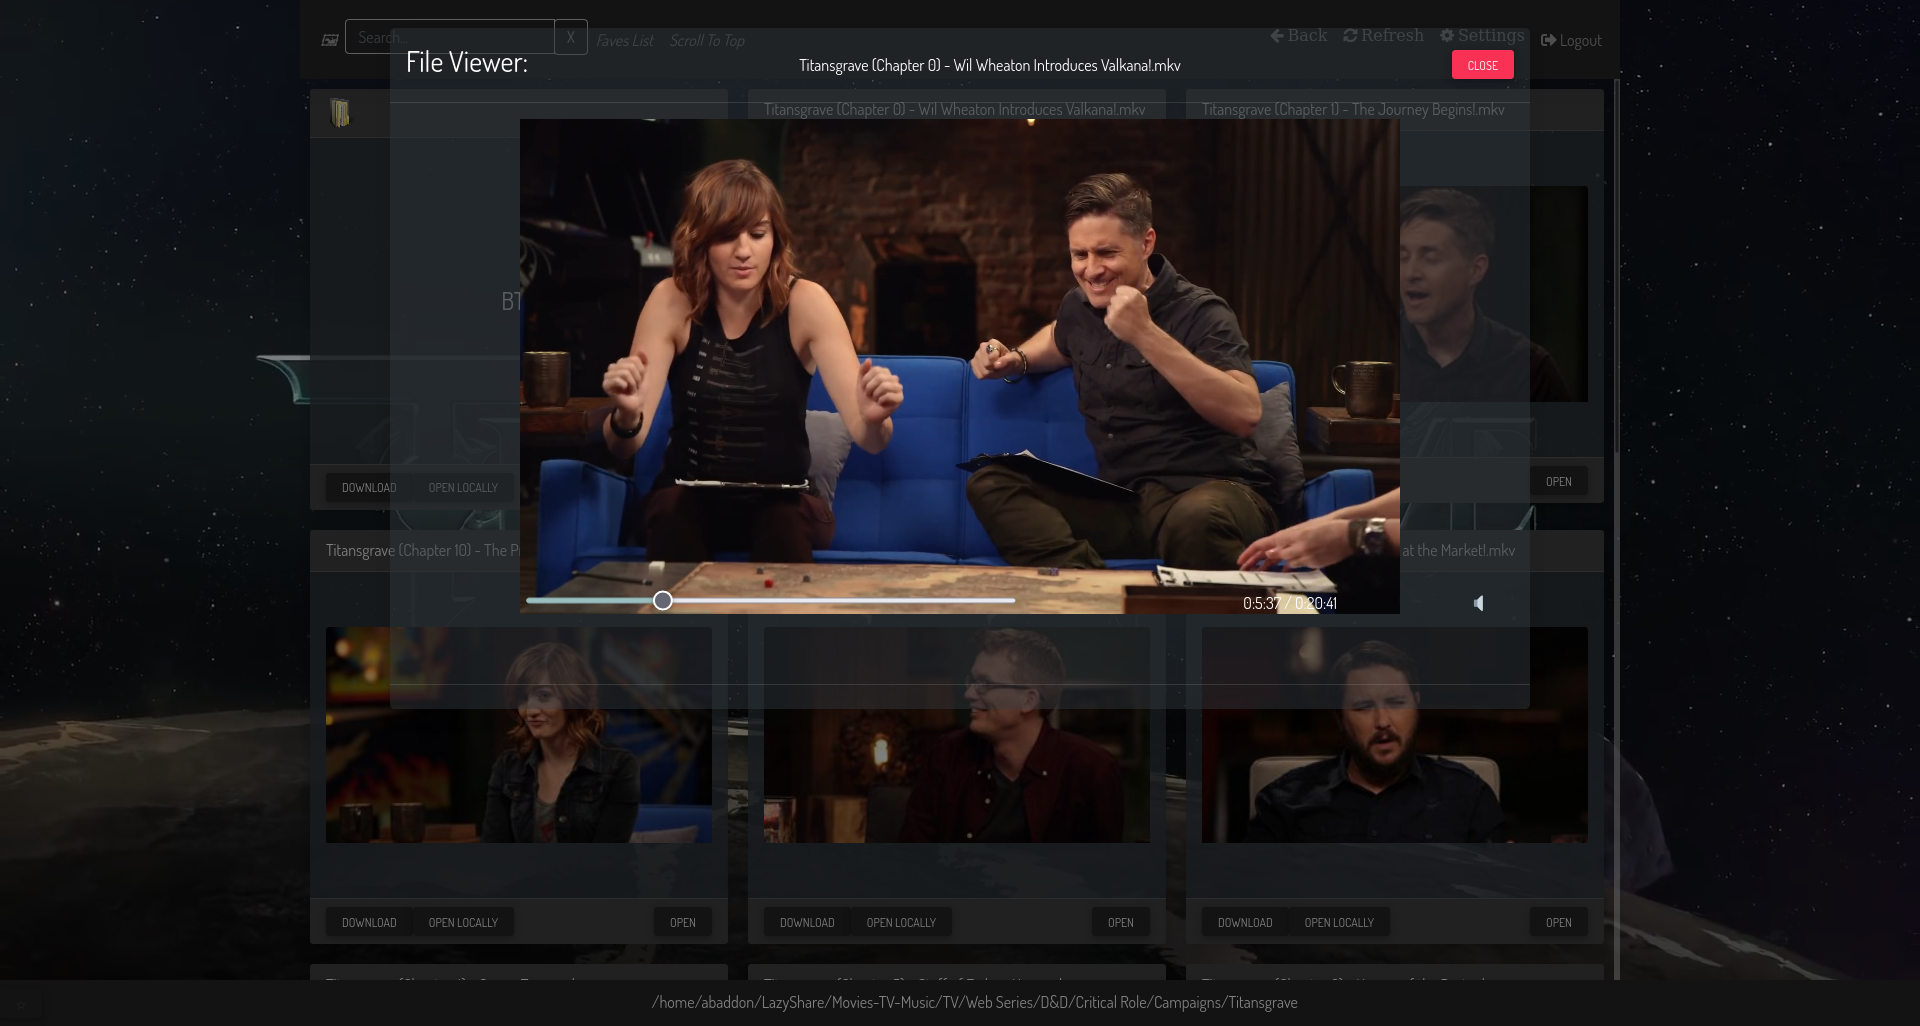 Search... X Faves List Scroll To Top Back Refresh Settings Logout
File Viewer: Titansgrave (Chapter 0) - Wil Wheaton Introduces Valkana!.mkv CLOSE
Titansgrave (Chapter 0) - Wil Wheaton Introduces Valkana!.mkv Titansgrave (Chapter 1) - The Journey Begins!.mkv
DOWNLOAD OPEN LOCALLY OPEN
Titansgrave (Chapter 10) - The at the Market!.mkv
0:5:37 / 0:20:41
DOWNLOAD OPEN LOCALLY OPEN DOWNLOAD OPEN LOCALLY OPEN DOWNLOAD OPEN LOCALLY OPEN
/home/abaddon/LazyShare/Movies-TV-Music/TV/Web Series/D&D/Critical Role/Campaigns/Titansgrave